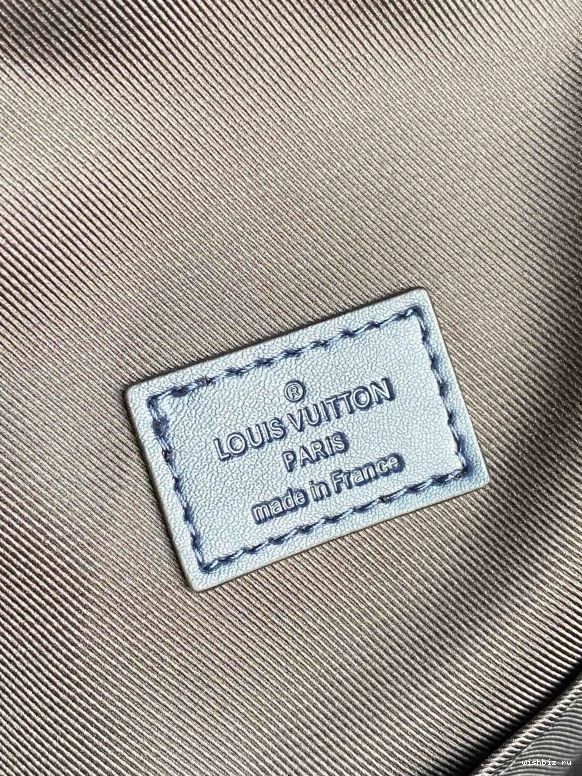 ®
LOUIS VUITTON
PARIS
made in France
wishbiz ru